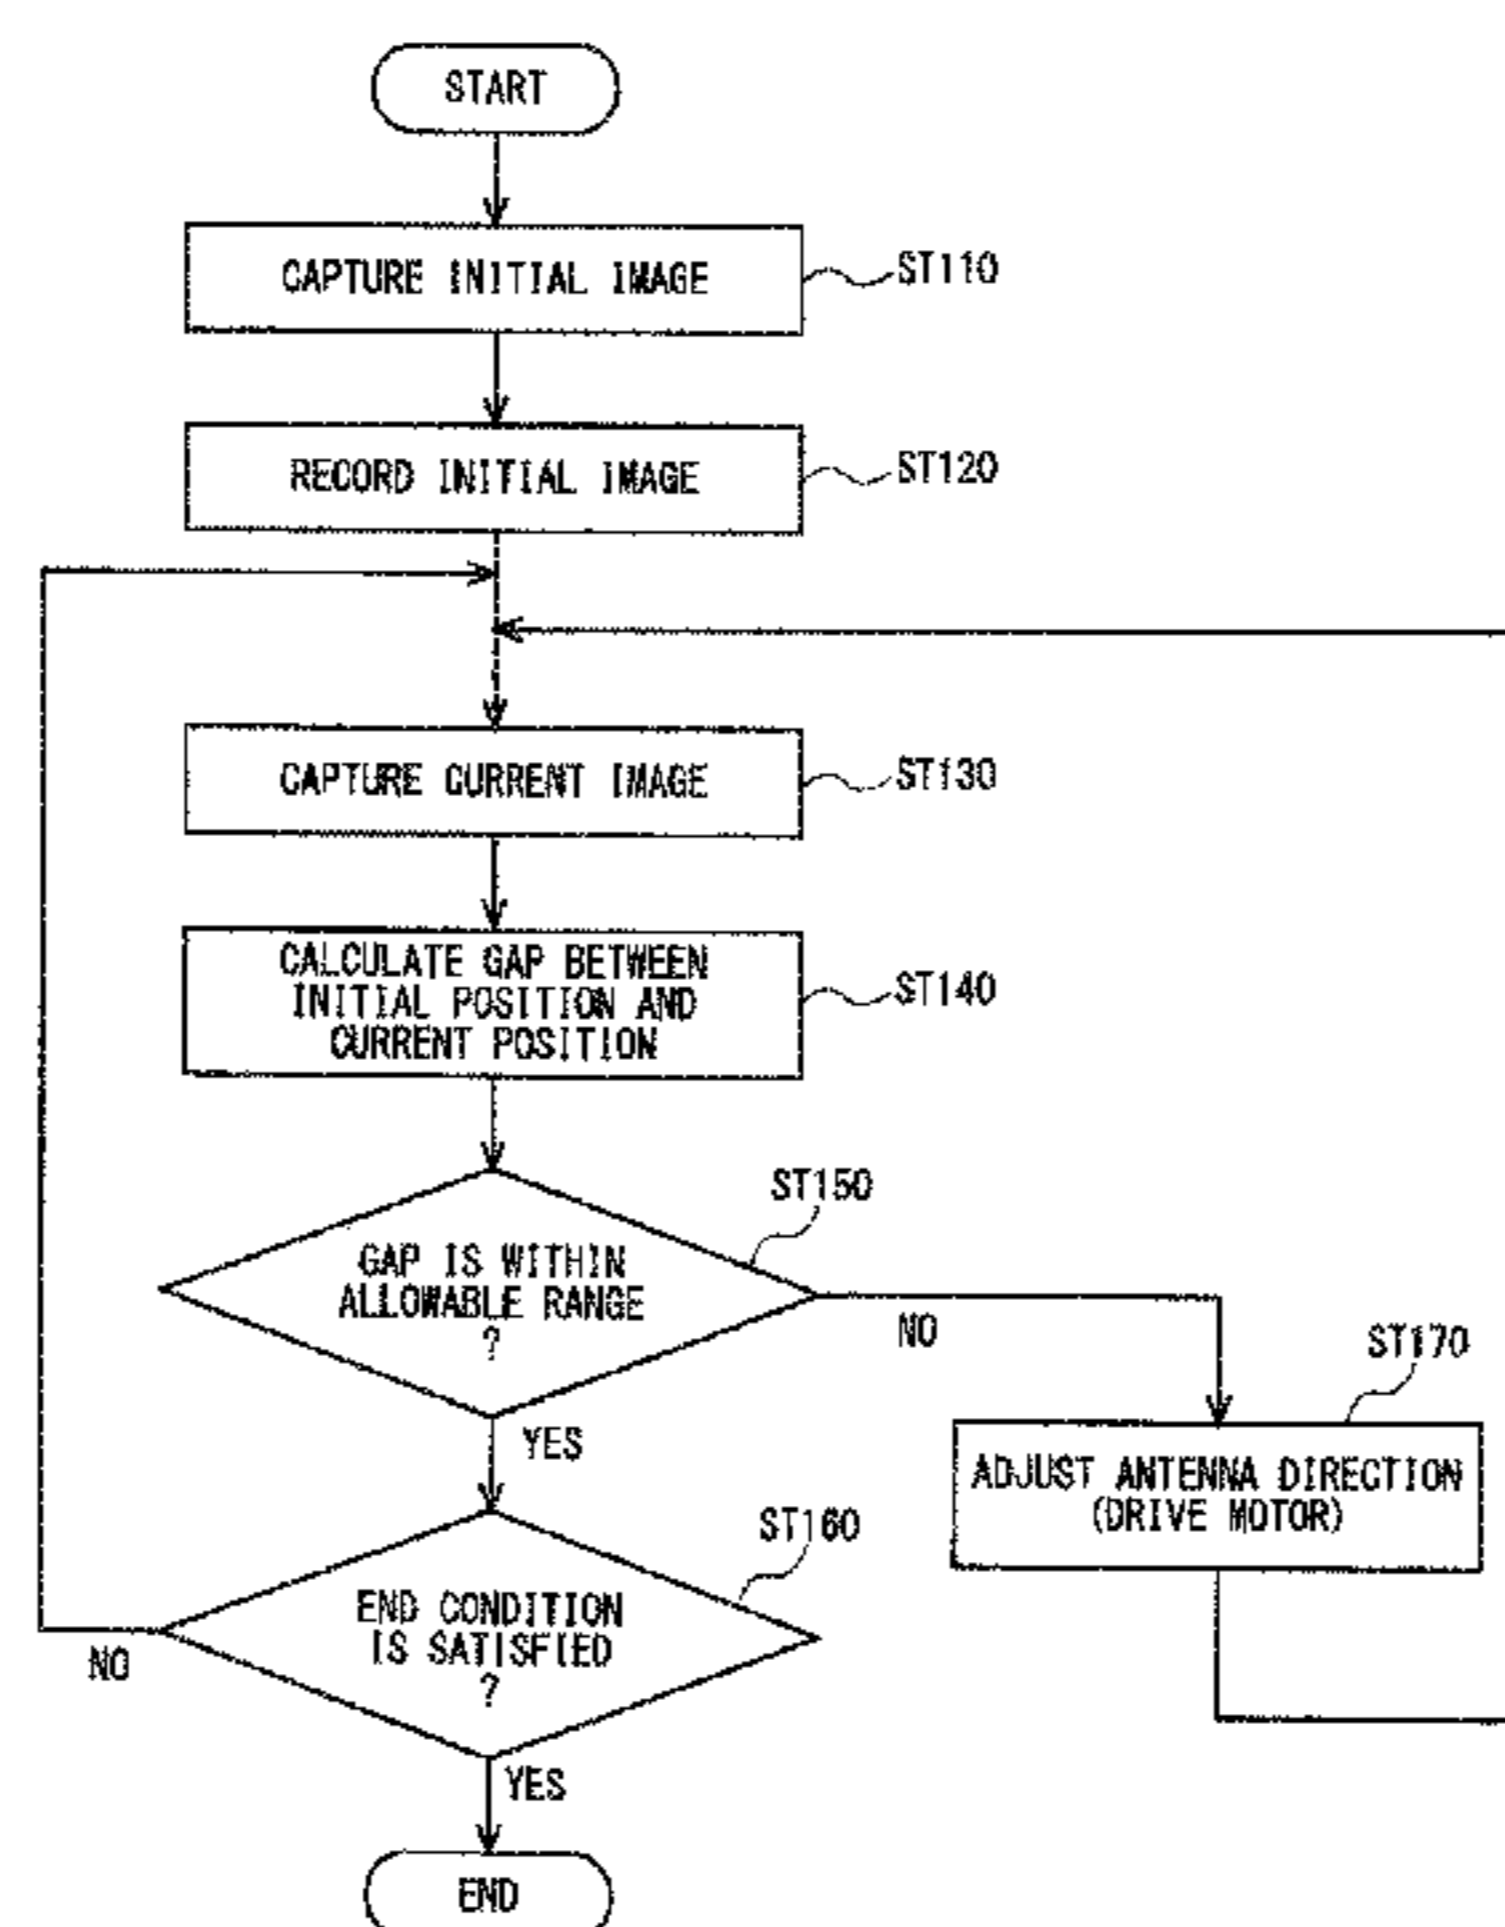 START
CAPTURE INITIAL IMAGE
ST110
RECORD INITIAL IMAGE
ST120
CAPTURE CURRENT IMAGE
ST130
CALCULATE GAP BETWEEN
INITIAL POSITION AND
CURRENT POSITION
ST140
ST150
GAP IS WITHIN
ALLOWABLE RANGE
?
NO
YES
ST170
ADJUST ANTENNA DIRECTION
(DRIVE MOTOR)
ST160
END CONDITION
IS SATISFIED
?
NO
YES
END